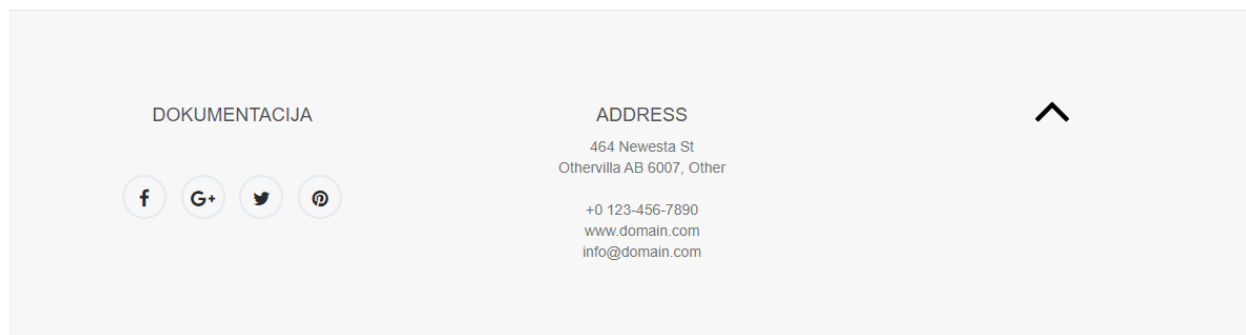 DOKUMENTACIJA
ADDRESS
464 Newesta St
Othervilla AB 6007, Other
+0 123-456-7890
www.domain.com
info@domain.com